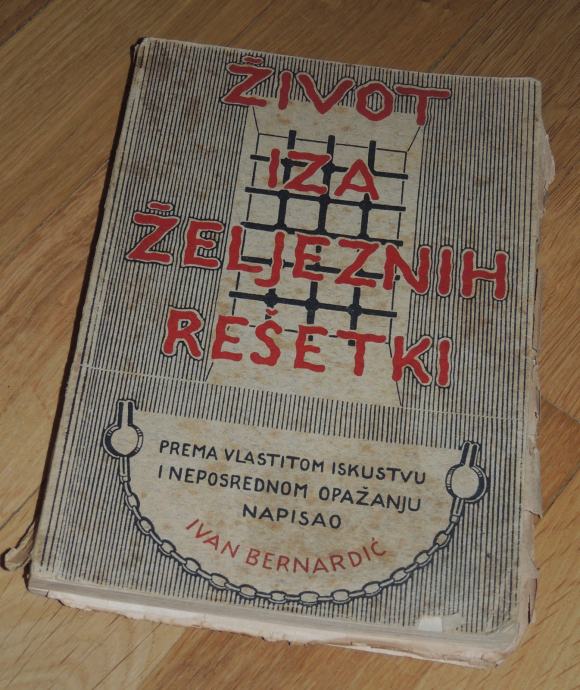 ŽIVOT
IZA
ŽELJEZNIH
REŠETKI
PREMA VLASTITOM ISKUSTVU
I NEPOSREDNOM OPAŽANJU
NAPISAO
IVAN BERNARDIĆ